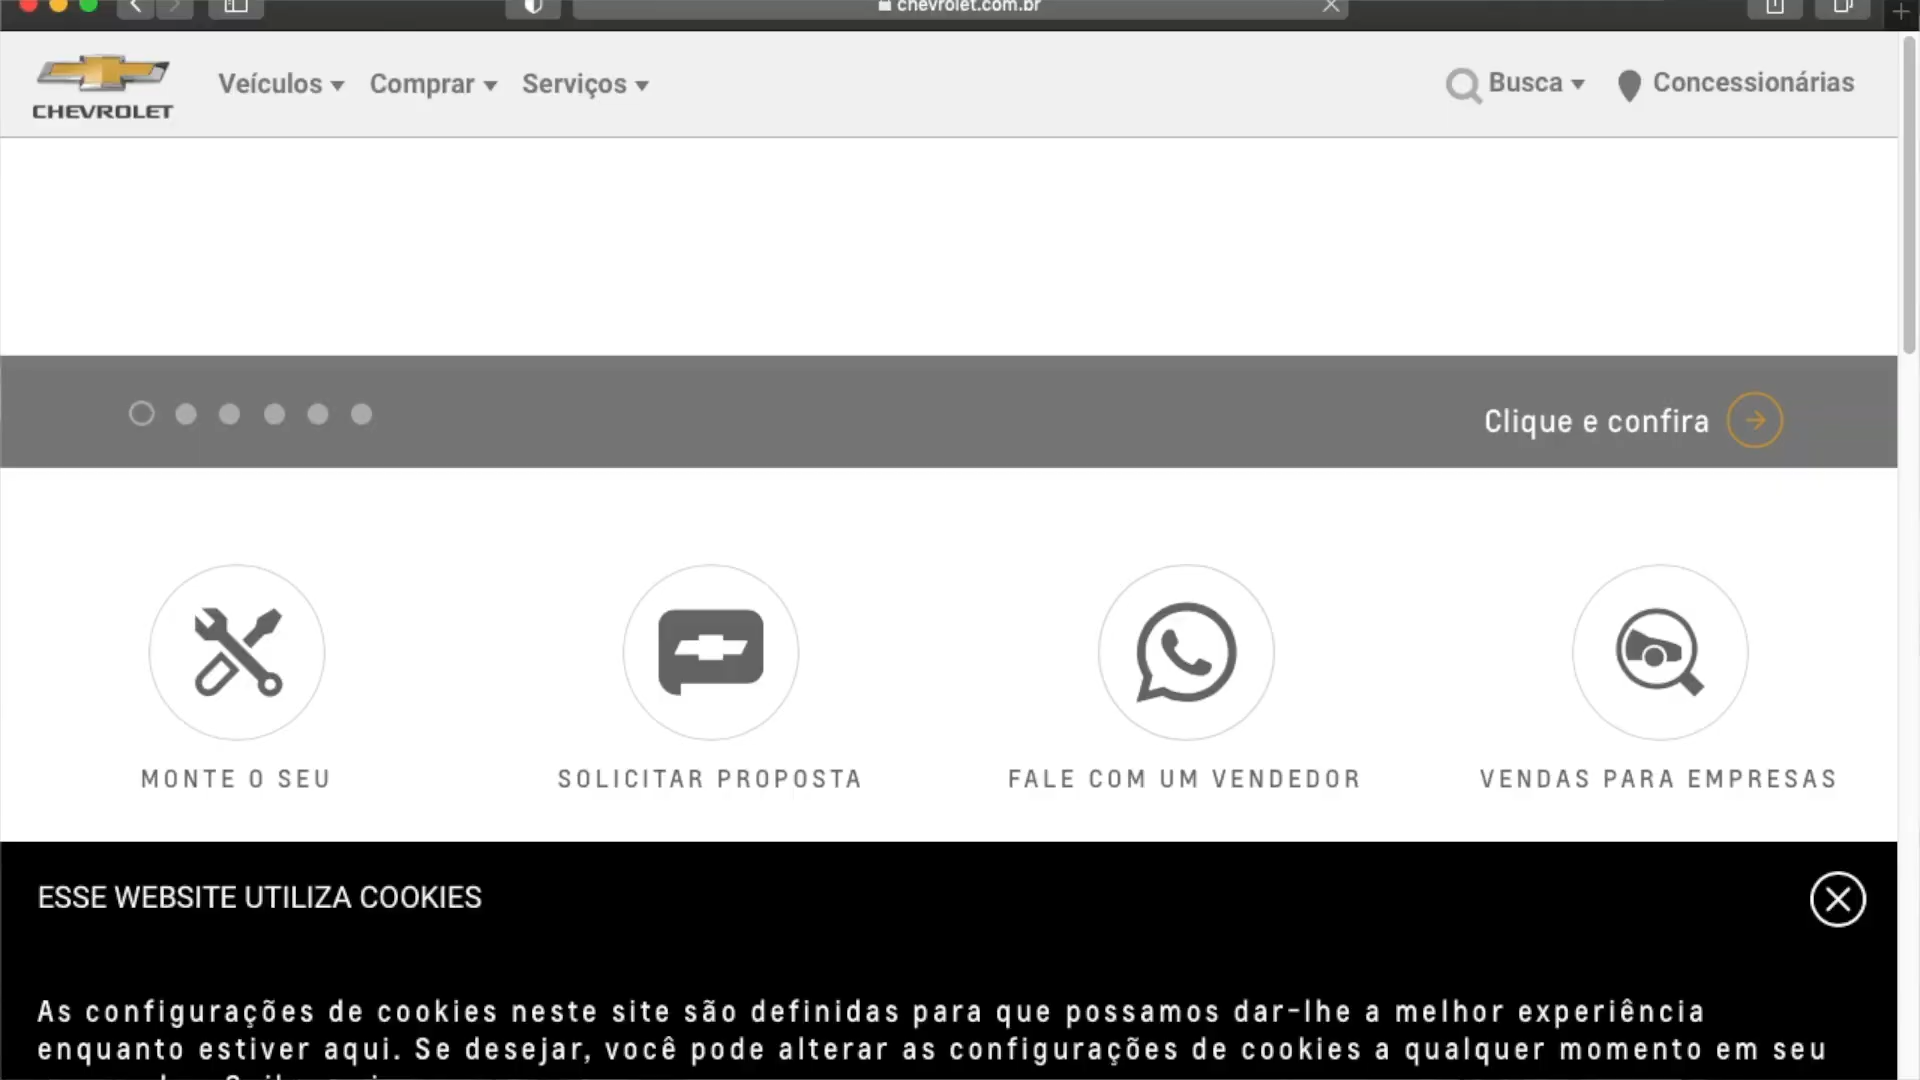 chevrolet.com.br
CHEVROLET
Veículos
Comprar
Serviços
Busca
Concessionárias
Clique e confira
MONTE O SEU
SOLICITAR PROPOSTA
FALE COM UM VENDEDOR
VENDAS PARA EMPRESAS
ESSE WEBSITE UTILIZA COOKIES
As configurações de cookies neste site são definidas para que possamos dar-lhe a melhor experiência
enquanto estiver aqui. Se desejar, você pode alterar as configurações de cookies a qualquer momento em seu